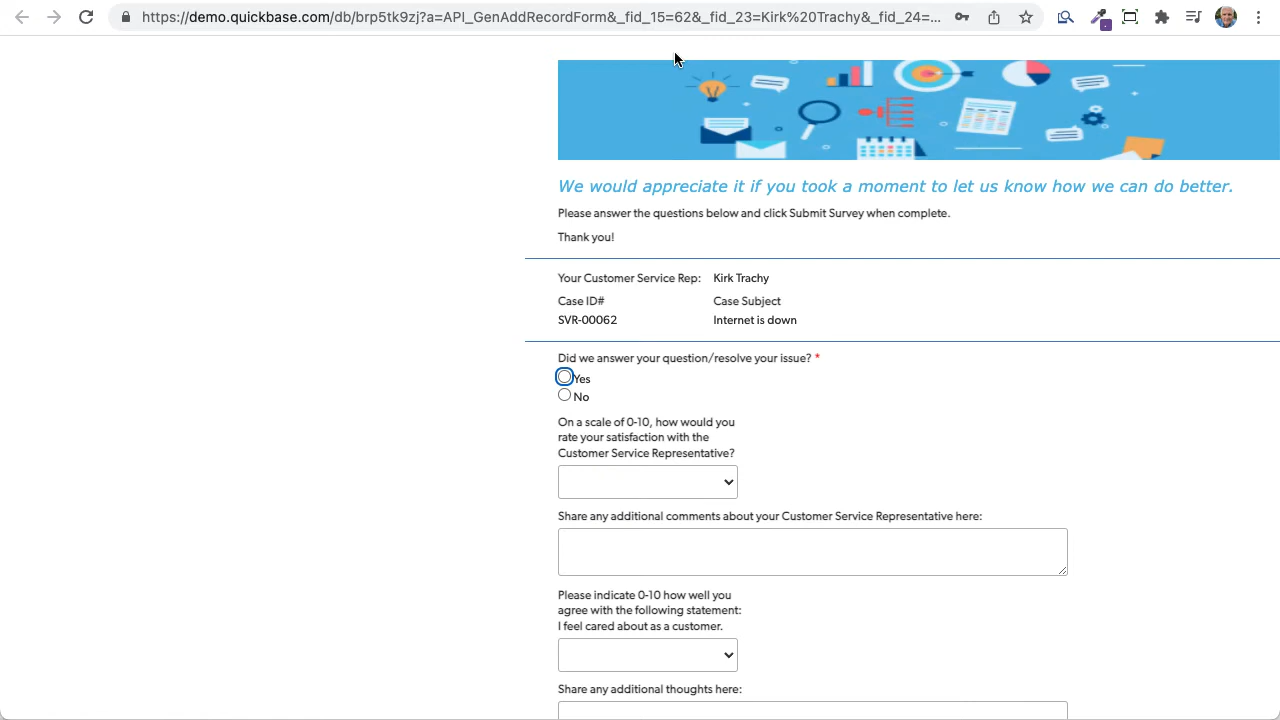 https://demo.quickbase.com/db/brp5tk9zj?a=API_GenAddRecordForm&_fid_15=62&_fid_23=Kirk%20Trachy&_fid_24=...
We would appreciate it if you took a moment to let us know how we can do better.
Please answer the questions below and click Submit Survey when complete.
Thank you!
Your Customer Service Rep: Kirk Trachy
Case ID# Case Subject
SVR-00062 Internet is down
Did we answer your question/resolve your issue? *
Yes
No
On a scale of 0-10, how would you
rate your satisfaction with the
Customer Service Representative?
Share any additional comments about your Customer Service Representative here:
Please indicate 0-10 how well you
agree with the following statement:
I feel cared about as a customer.
Share any additional thoughts here: